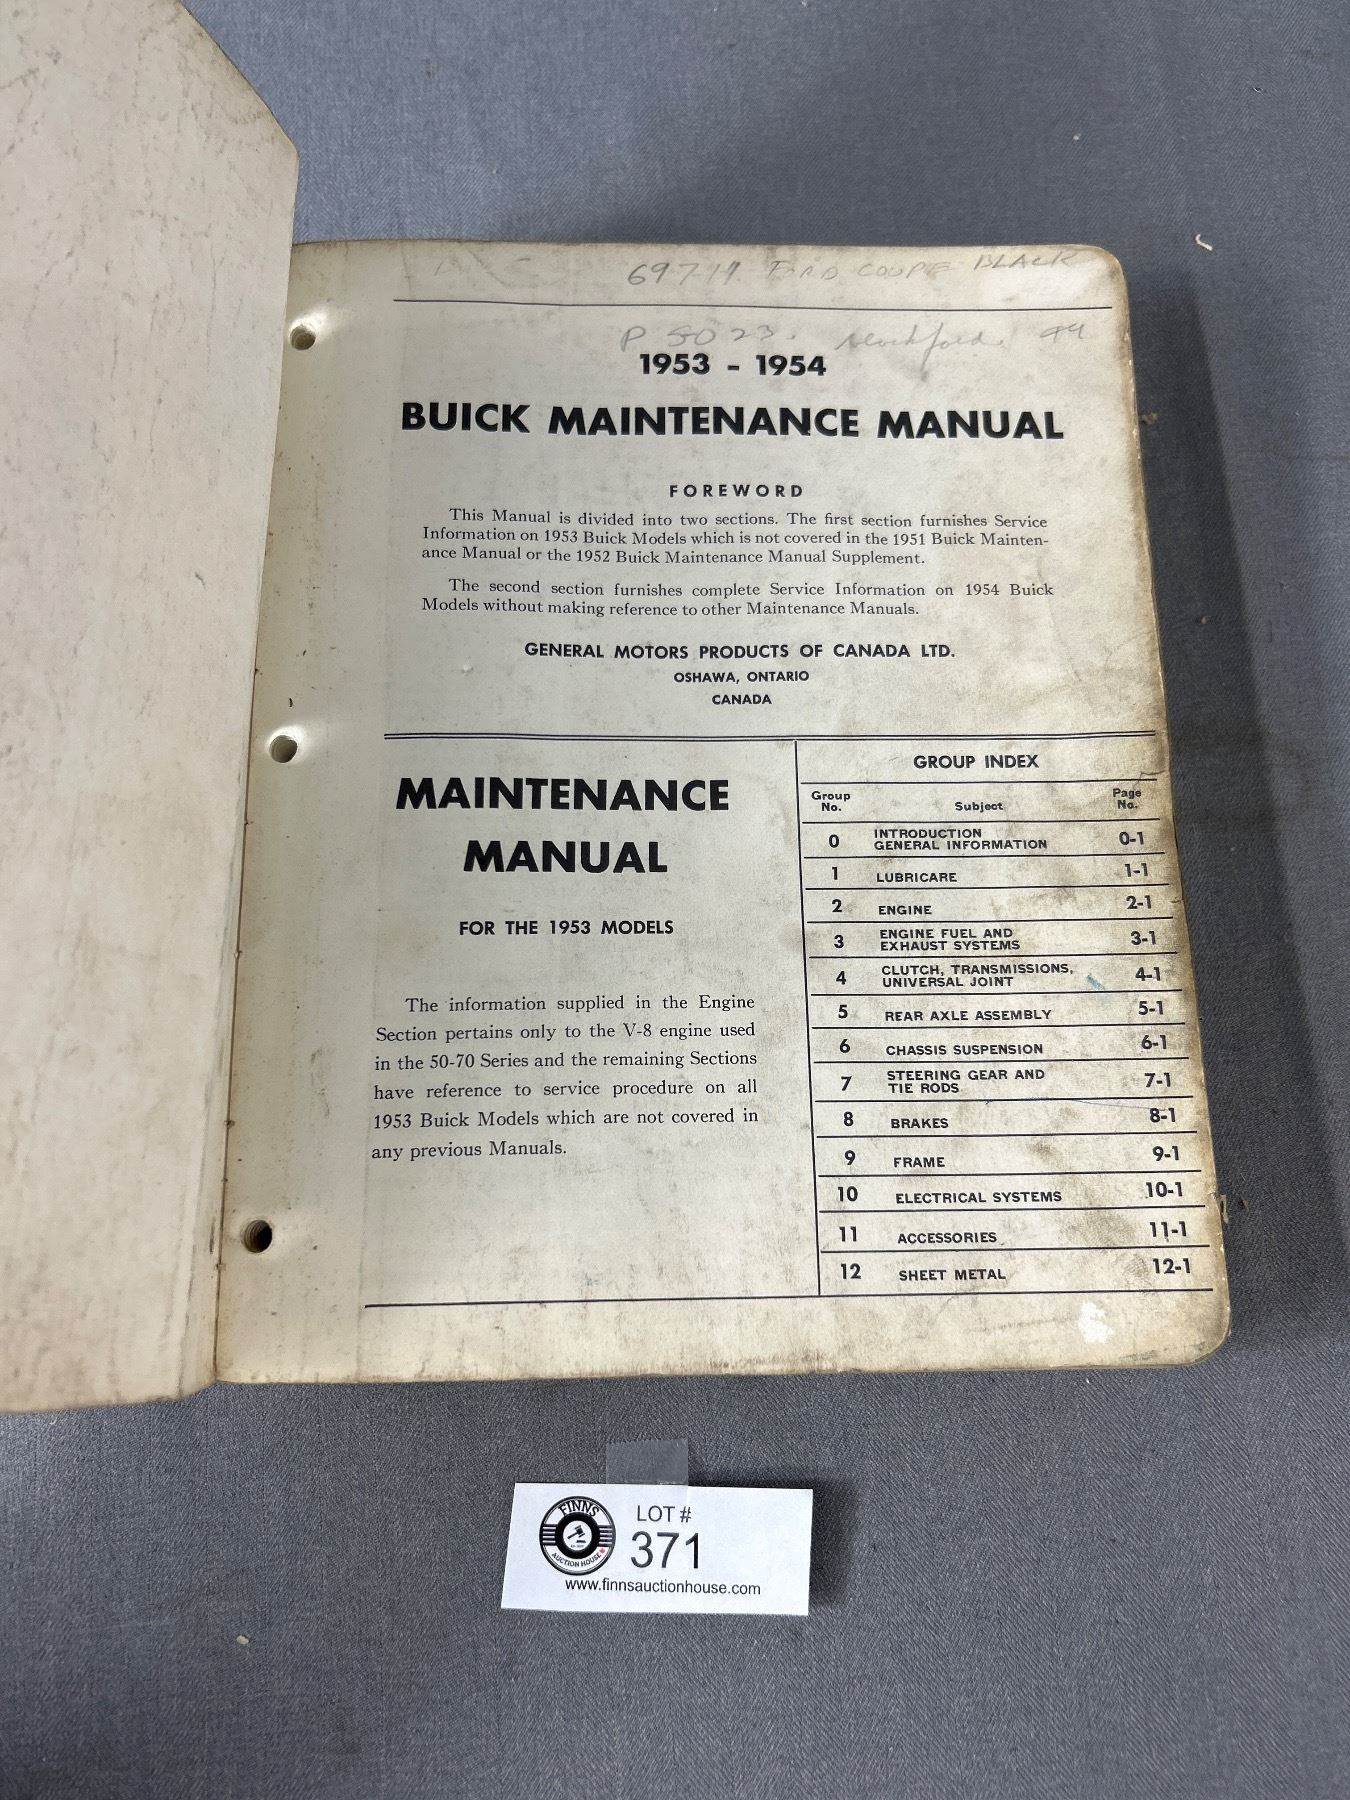 FORD COUPE BLACK
P 5023.
1953 - 1954
BUICK MAINTENANCE MANUAL
FOREWORD
This Manual is divided into two sections. The first section furnishes Service
Information on 1953 Buick Models which is not covered in the 1951 Buick Mainten-
ance Manual or the 1952 Buick Maintenance Manual Supplement.
The second section furnishes complete Service Information on 1954 Buick
Models without making reference to other Maintenance Manuals.
GENERAL MOTORS PRODUCTS OF CANADA LTD.
OSHAWA, ONTARIO
CANADA
MAINTENANCE
MANUAL
FOR THE 1953 MODELS
The information supplied in the Engine
Section pertains only to the V-8 engine used
in the 50-70 Series and the remaining Sections
have reference to service procedure on all
1953 Buick Models which are not covered in
any previous Manuals.
GROUP INDEX
Group No. Subject Page No.
0 INTRODUCTION GENERAL INFORMATION 0-1
1 LUBRICARE 1-1
2 ENGINE 2-1
3 ENGINE FUEL AND EXHAUST SYSTEMS 3-1
4 CLUTCH, TRANSMISSIONS, UNIVERSAL JOINT 4-1
5 REAR AXLE ASSEMBLY 5-1
6 CHASSIS SUSPENSION 6-1
7 STEERING GEAR AND TIE RODS 7-1
8 BRAKES 8-1
9 FRAME 9-1
10 ELECTRICAL SYSTEMS 10-1
11 ACCESSORIES 11-1
12 SHEET METAL 12-1
FINNS
AUCTION HOUSE
LOT #
371
www.finnsauctionhouse.com